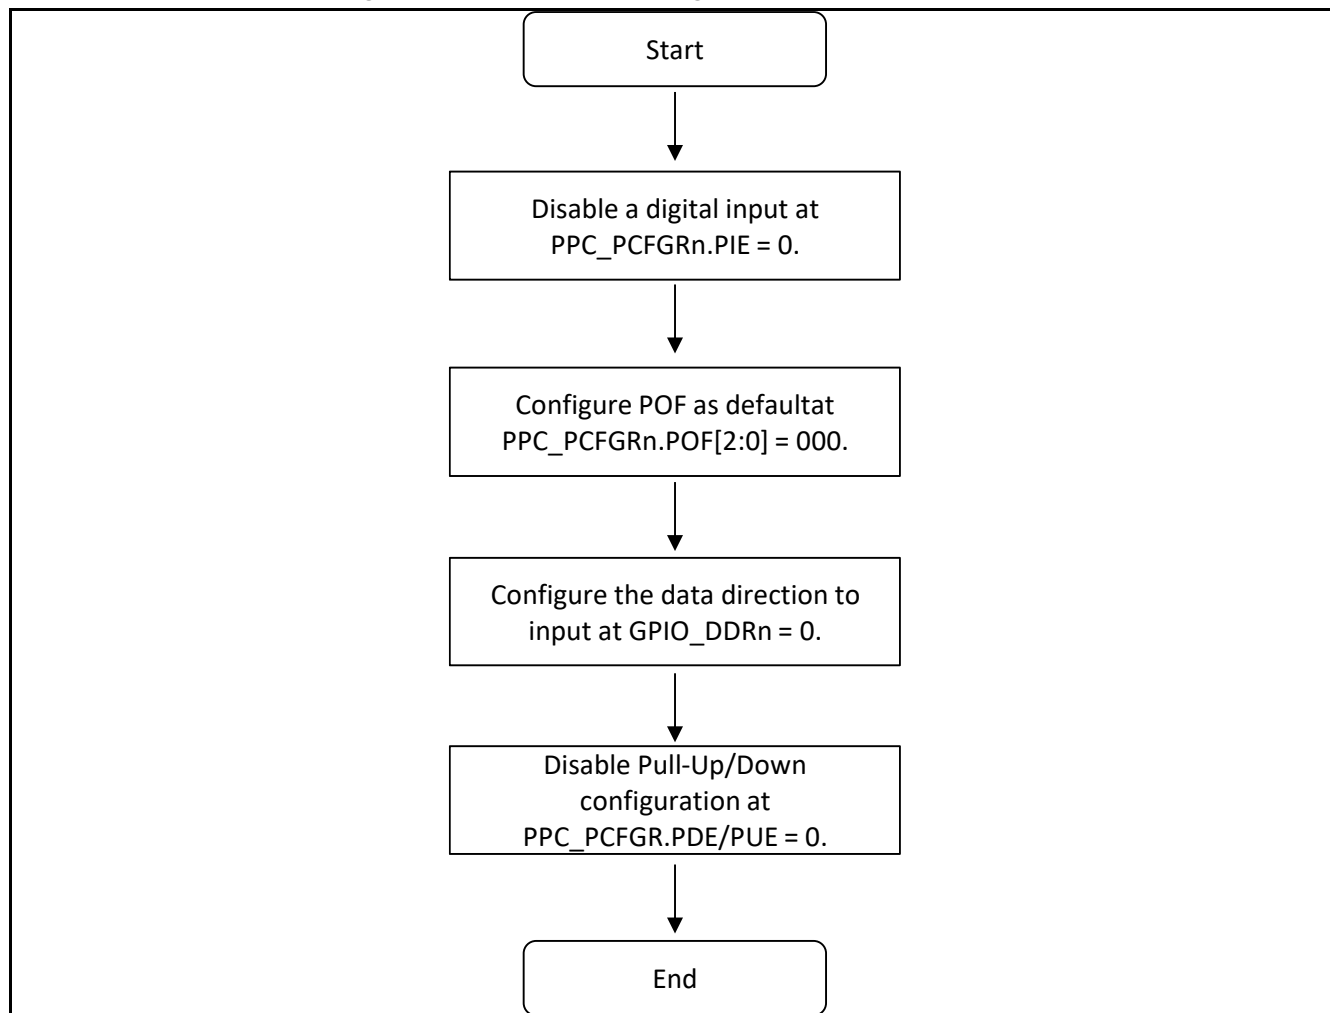 Start
Disable a digital input at
PPC_PCFGRn.PIE = 0.
Configure POF as defaultat
PPC_PCFGRn.POF[2:0] = 000.
Configure the data direction to
input at GPIO_DDRn = 0.
Disable Pull-Up/Down
configuration at
PPC_PCFGR.PDE/PUE = 0.
End